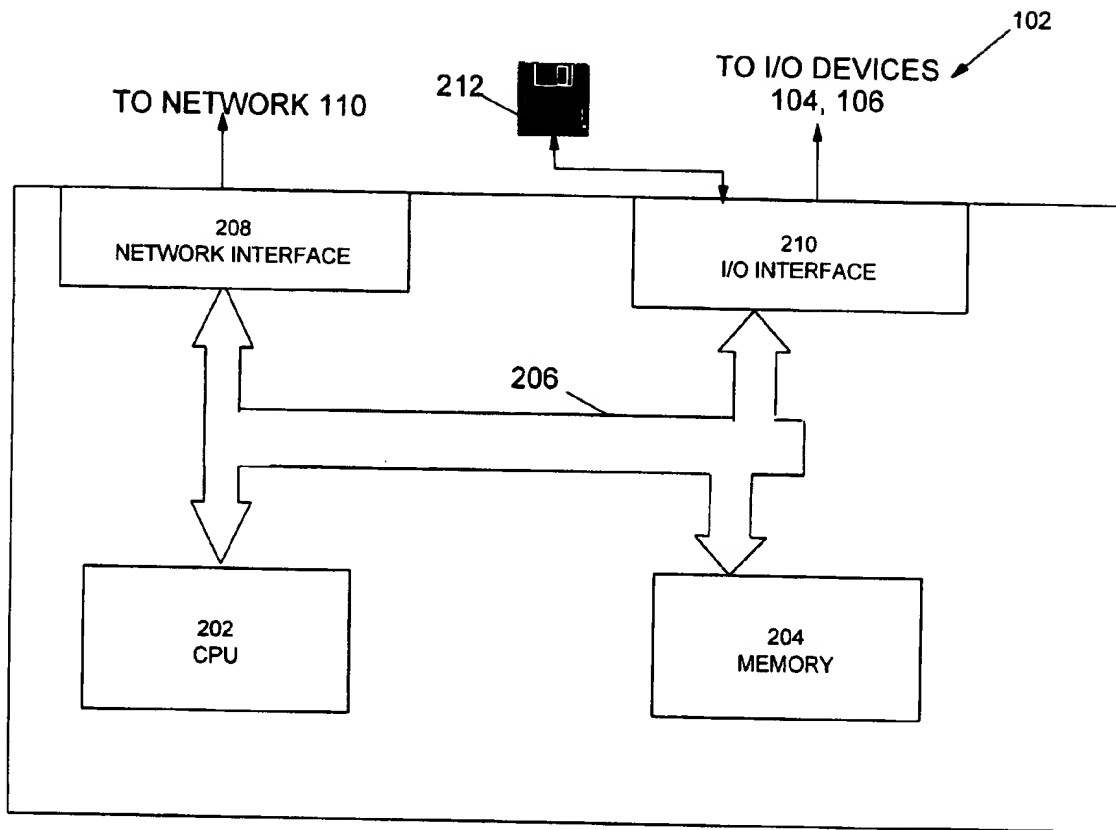 102
TO I/O DEVICES
104, 106
212
TO NETWORK 110
208
NETWORK INTERFACE
210
I/O INTERFACE
206
202
CPU
204
MEMORY